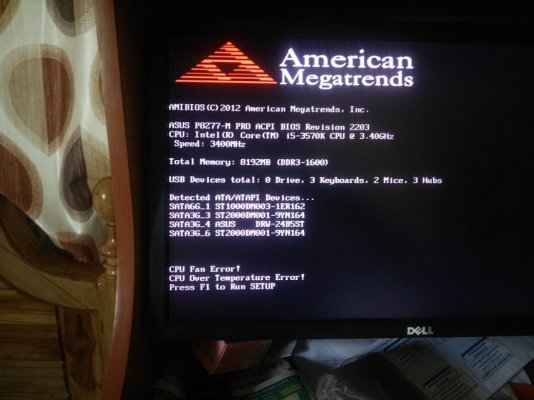 American
Megatrends
AMIBIOS(C)2012 American Megatrends, Inc.
ASUS P8Z77-M PRO ACPI BIOS Revision 2203
CPU: Intel(R) Core(TM) i5-3570K CPU @ 3.40GHz
Speed: 3400MHz
Total Memory: 8192MB (DDR3-1600)
USB Devices total: 0 Drive, 3 Keyboards, 2 Mice, 3 Hubs
Detected ATA/ATAPI Devices...
SATA6G_1 ST1000DM003-1ER162
SATA3G_3 ST2000DM001-9YN164
SATA3G_4 ASUS DRW-24B5ST
SATA3G_6 ST2000DM001-9YN164
CPU Fan Error!
CPU Over Temperature Error!
Press F1 to Run SETUP
DELL